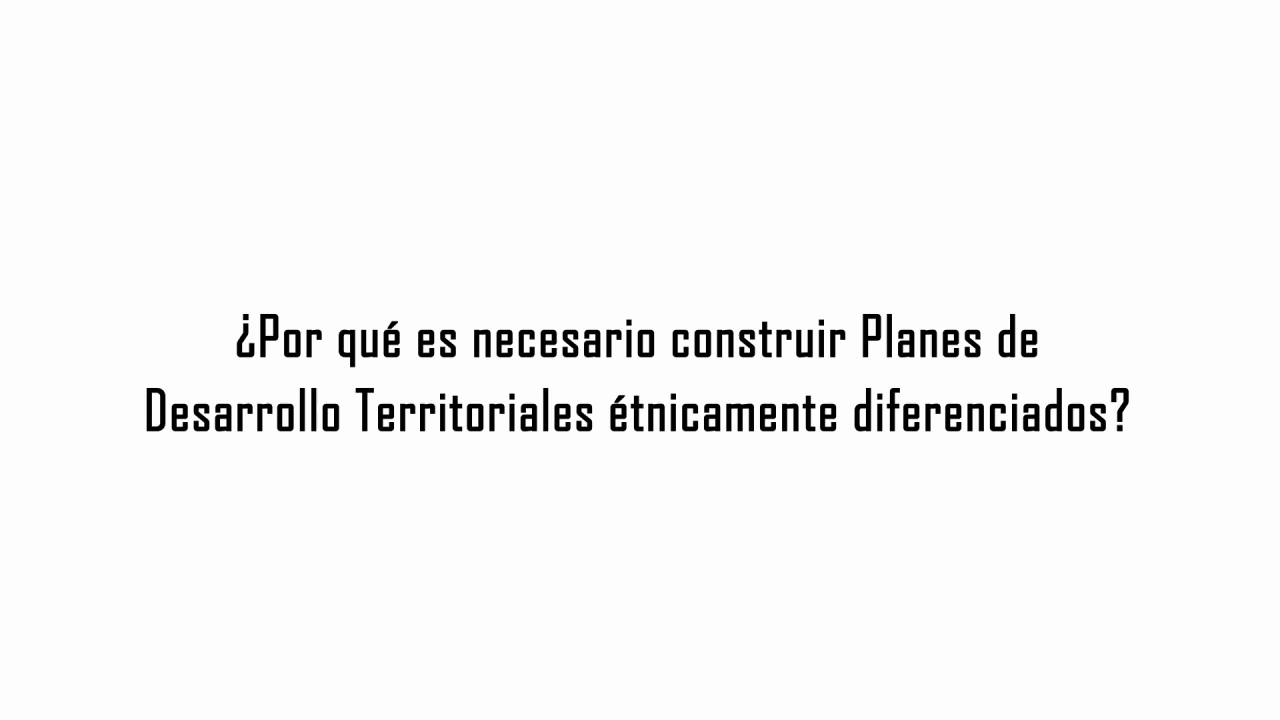 ¿Por qué es necesario construir Planes de
Desarrollo Territoriales étnicamente diferenciados?